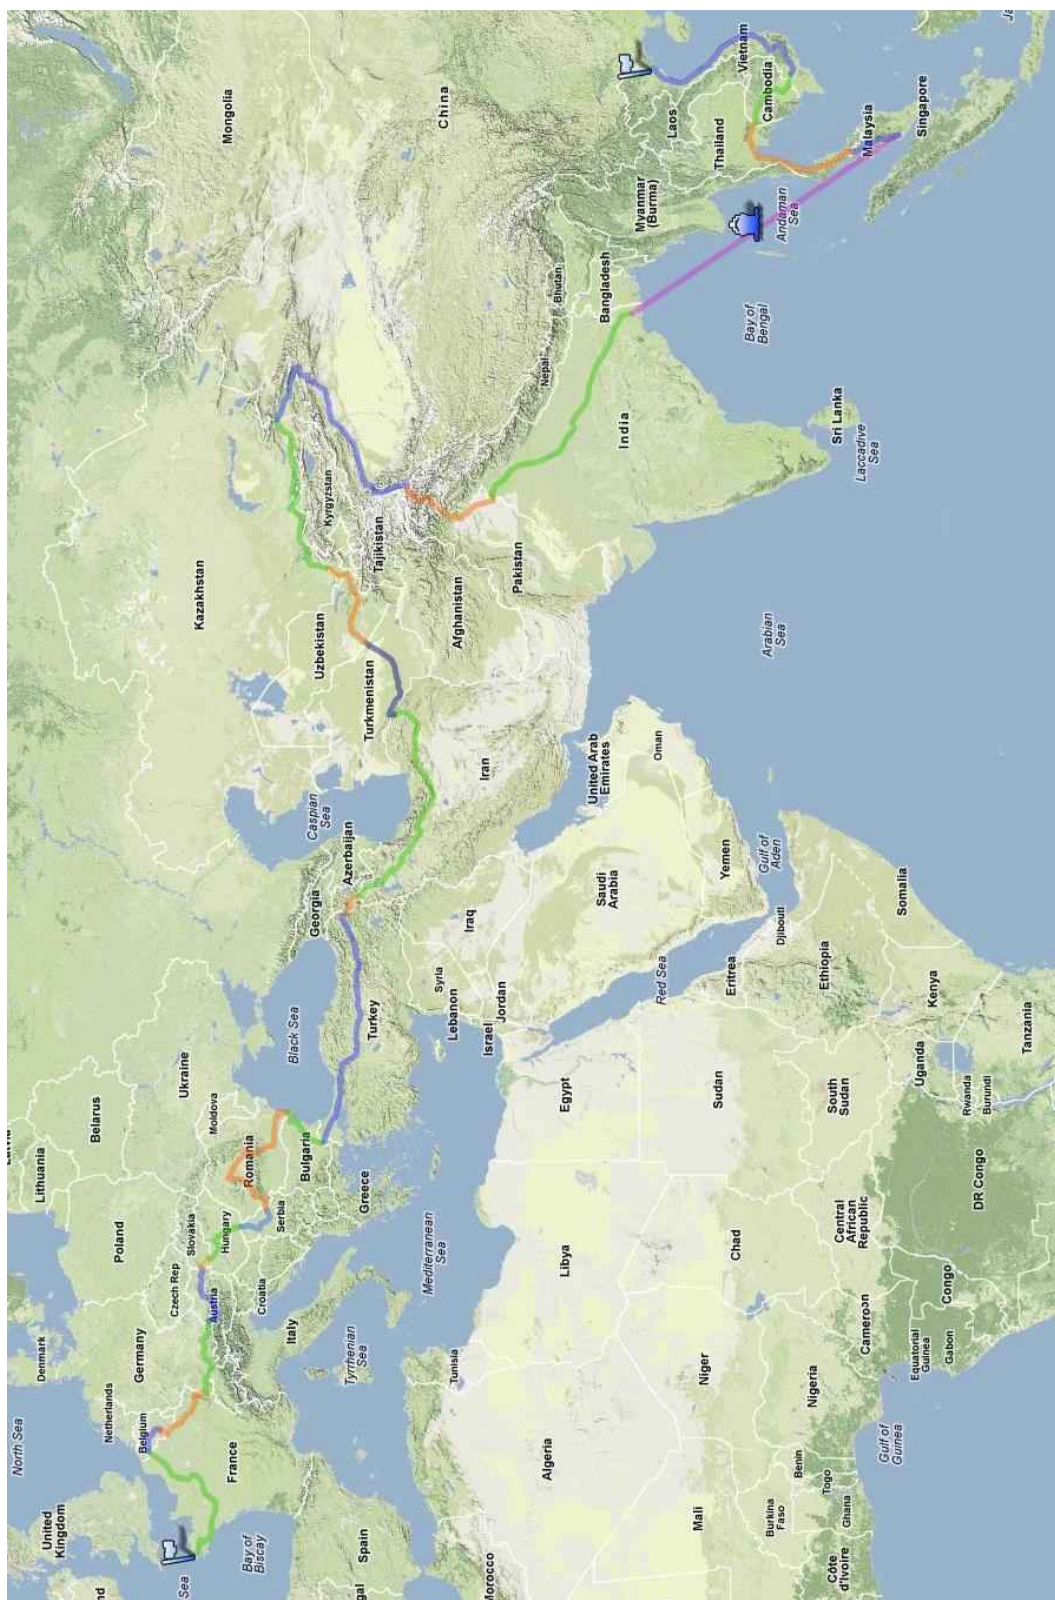 North Sea
United
Kingdom
nd
Sea
Bay of
Biscay
Denmark
Netherlands
Belgium
Germany
France
Spain
gal
Latvia
Lithuania
Belarus
Poland
Czech Rep
Slovakia
Austria
Hungary
Croatia
Italy
Tyrrhenian
Sea
Ukraine
Moldova
Romania
Serbia
Bulgaria
Greece
Mediterranean
Sea
Black Sea
Turkey
Georgia
Azerbaijan
Caspian
Sea
Kazakhstan
Uzbekistan
Turkmenistan
Kyrgyzstan
Tajikistan
Afghanistan
Pakistan
Iran
Iraq
Syria
Lebanon
Israel
Jordan
Saudi
Arabia
United Arab
Emirates
Oman
Yemen
Gulf of
Aden
Red Sea
Arabian
Sea
Mongolia
China
Nepal
Bhutan
Bangladesh
India
Sri Lanka
Laccadive
Sea
Bay of
Bengal
Myanmar
(Burma)
Laos
Thailand
Vietnam
Cambodia
Andaman
Sea
Malaysia
Singapore
Ja
Morocco
Algeria
Tunisia
Libya
Egypt
Mali
Niger
Chad
Sudan
Eritrea
Djibouti
Ethiopia
Somalia
South
Sudan
Central
African
Republic
Burkina
Faso
Côte
d'Ivoire
Ghana
Togo
Benin
Nigeria
Cameroon
Gulf of
Guinea
Equatorial
Guinea
Gabon
Congo
DR Congo
Uganda
Rwanda
Burundi
Kenya
Tanzania